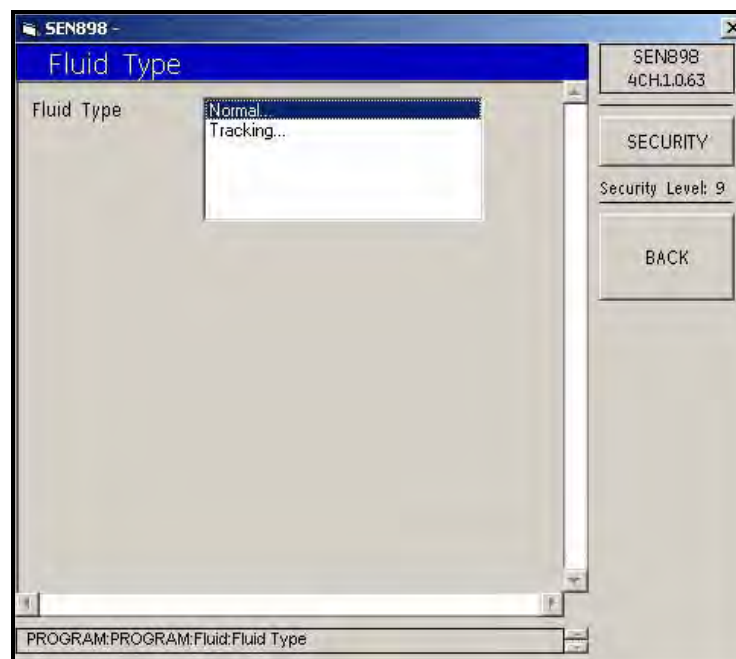 SEN898 -
Fluid Type
Fluid Type
Normal...
Tracking...
SEN898
4CH.1.0.63
SECURITY
Security Level: 9
BACK
PROGRAM:PROGRAM:Fluid:Fluid Type